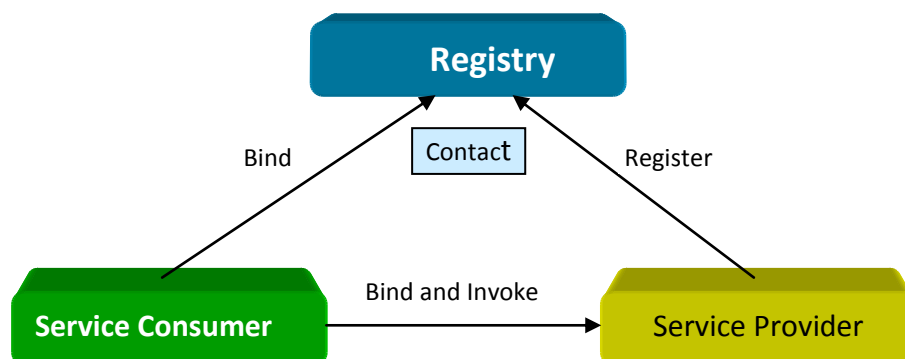 Registry
Contact
Bind
Register
Bind and Invoke
Service Consumer
Service Provider